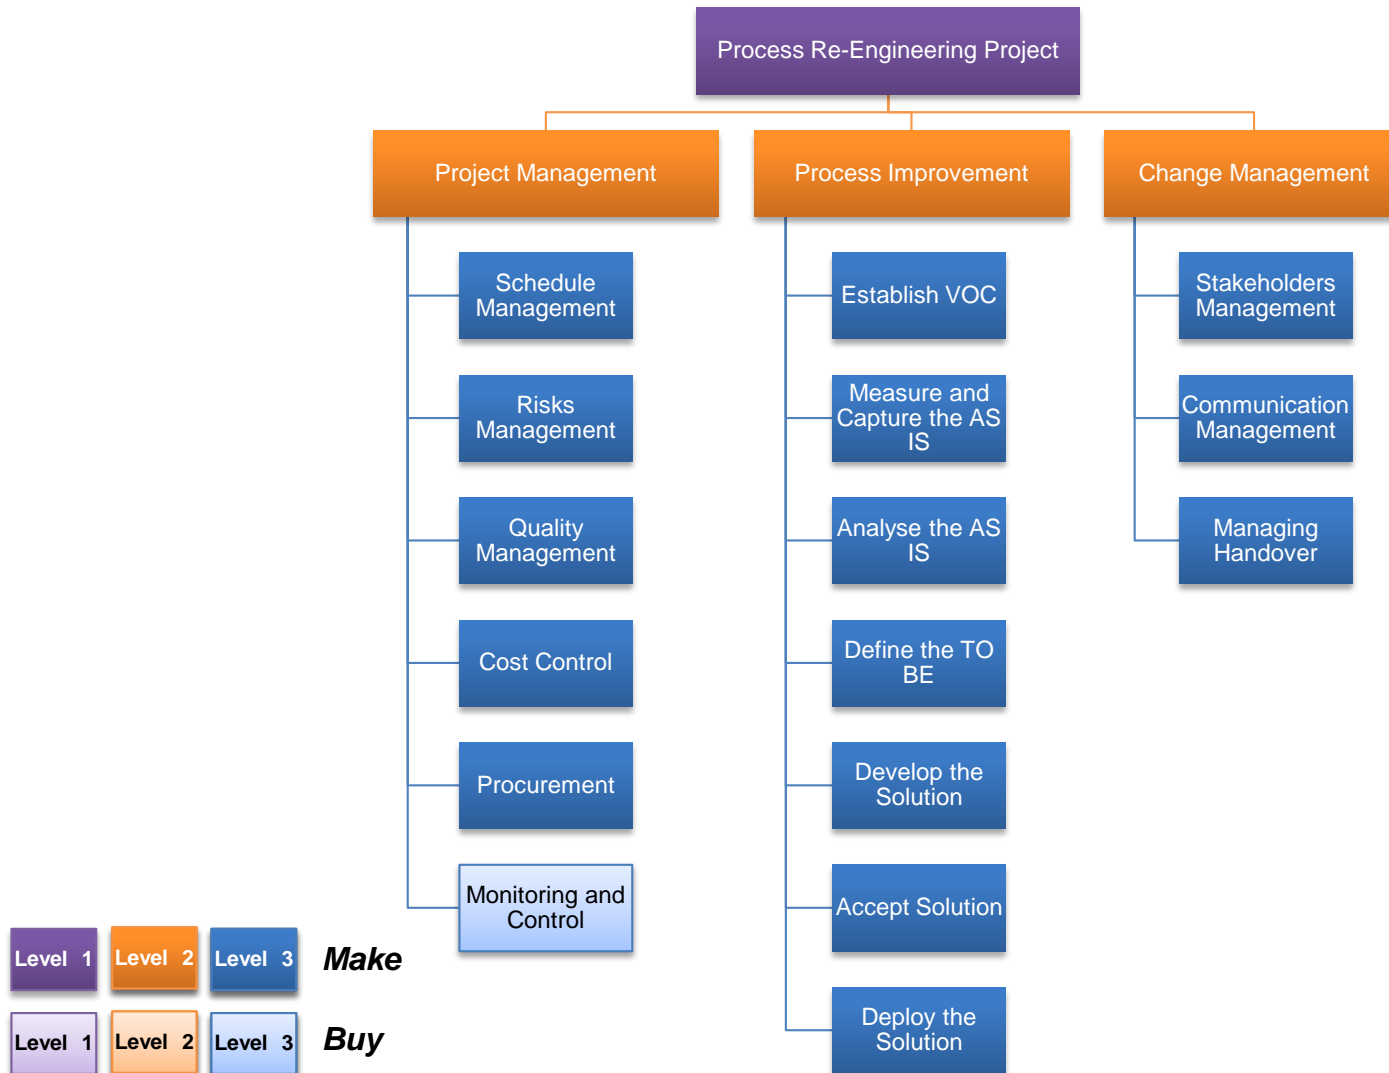 Process Re-Engineering Project
Project Management
Process Improvement
Change Management
Schedule
Management
Risks
Management
Quality
Management
Cost Control
Procurement
Monitoring and
Control
Establish VOC
Measure and
Capture the AS
IS
Analyse the AS
IS
Define the TO
BE
Develop the
Solution
Accept Solution
Deploy the
Solution
Stakeholders
Management
Communication
Management
Managing
Handover
Level 1 Level 2 Level 3 Make
Level 1 Level 2 Level 3 Buy